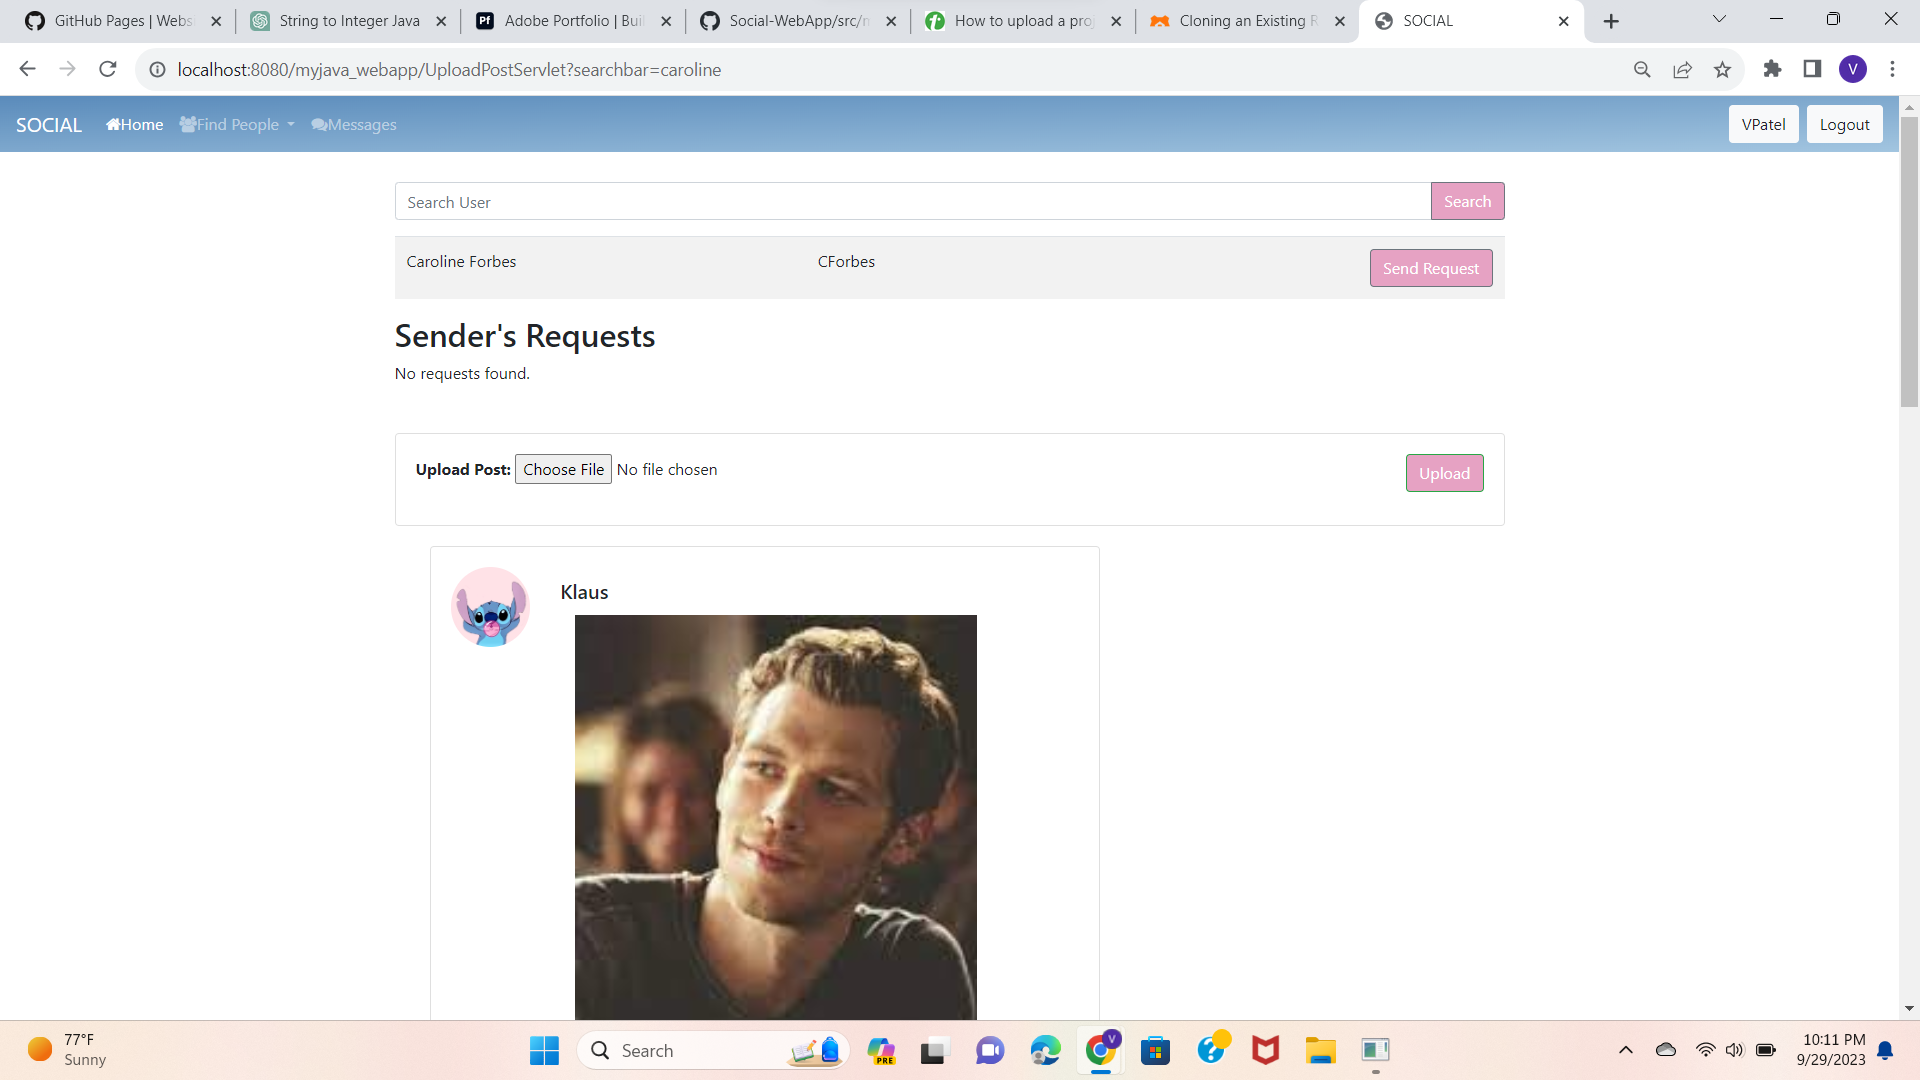 GitHub Pages | Webs
String to Integer Java
Adobe Portfolio | Buil
Social-WebApp/src/m
How to upload a proj
Cloning an Existing R
SOCIAL
localhost:8080/myjava_webapp/UploadPostServlet?searchbar=caroline
V
SOCIAL Home Find People Messages VPatel Logout
Search User Search
Caroline Forbes CForbes Send Request
Sender's Requests
No requests found.
Upload Post: Choose File No file chosen Upload
Klaus
77°F
Sunny
Search
PRE
V
10:11 PM
9/29/2023